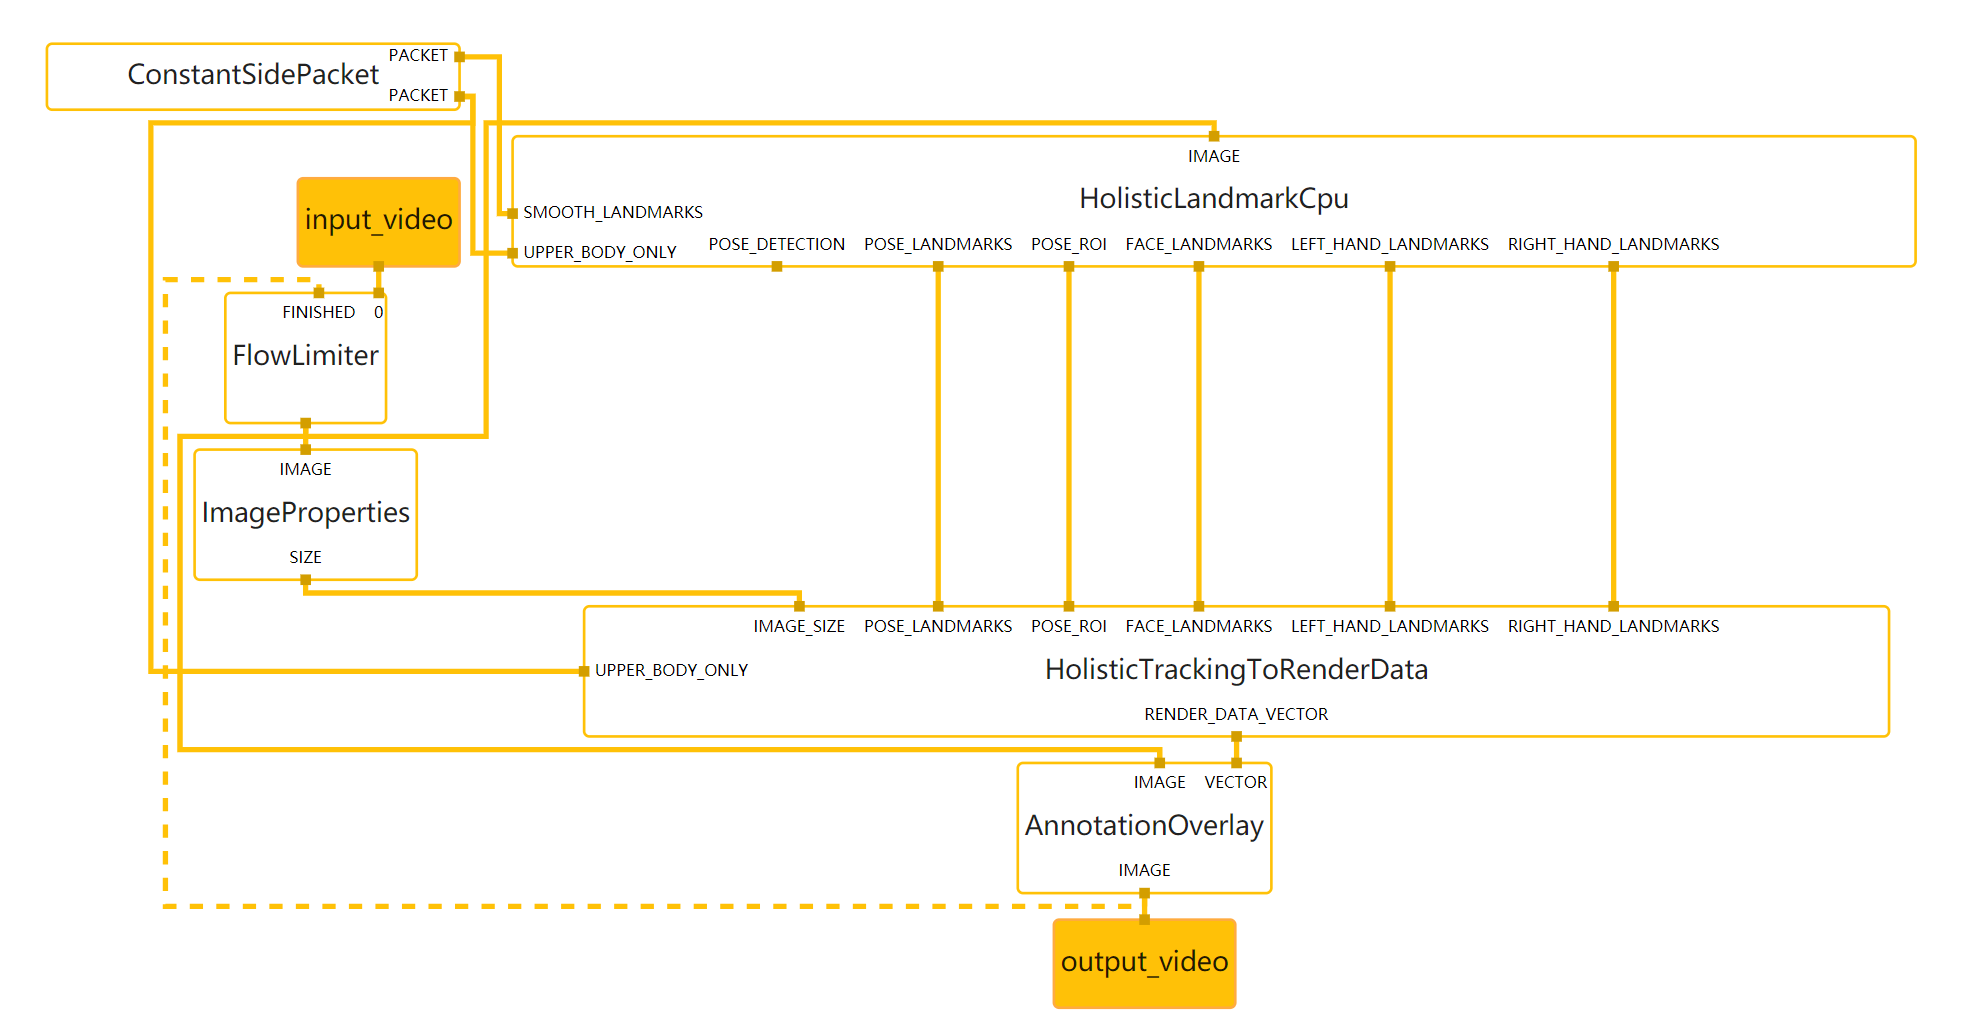 PACKET
ConstantSidePacket
PACKET
IMAGE
HolisticLandmarkCpu
SMOOTH_LANDMARKS
UPPER_BODY_ONLY
POSE_DETECTION POSE_LANDMARKS POSE_ROI FACE_LANDMARKS LEFT_HAND_LANDMARKS RIGHT_HAND_LANDMARKS
input_video
FINISHED 0
FlowLimiter
IMAGE
ImageProperties
SIZE
IMAGE_SIZE POSE_LANDMARKS POSE_ROI FACE_LANDMARKS LEFT_HAND_LANDMARKS RIGHT_HAND_LANDMARKS
UPPER_BODY_ONLY
HolisticTrackingToRenderData
RENDER_DATA_VECTOR
IMAGE VECTOR
AnnotationOverlay
IMAGE
output_video